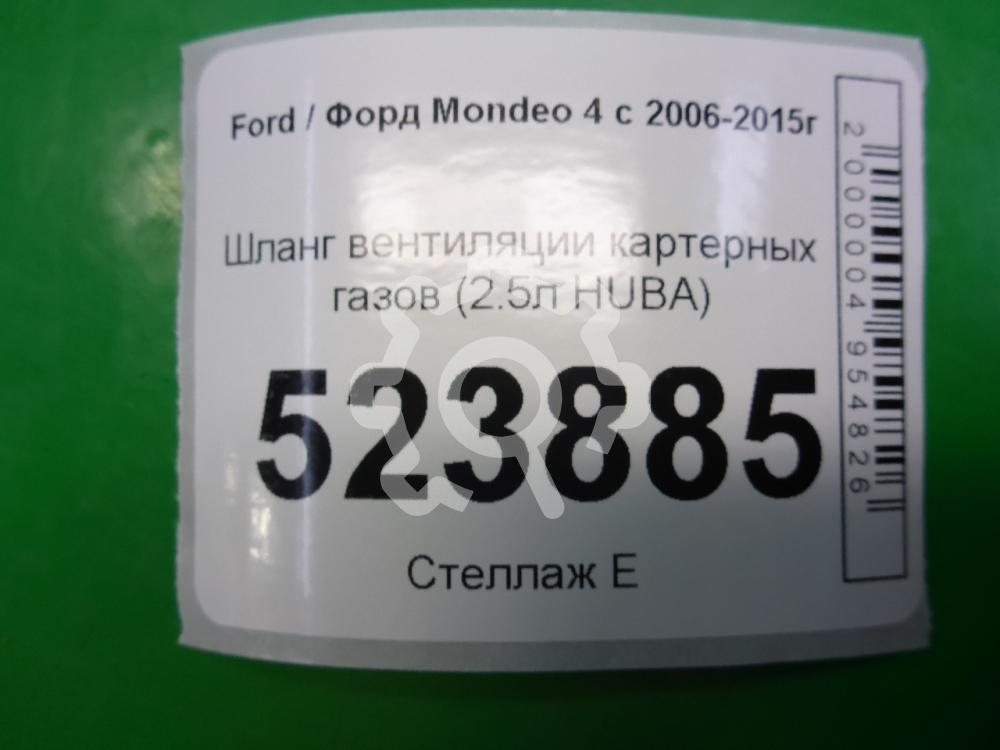 Ford / Форд Mondeo 4 с 2006-2015г
Шланг вентиляции картерных
газов (2.5л HUBA)
523885
Стеллаж Е
2000004954826